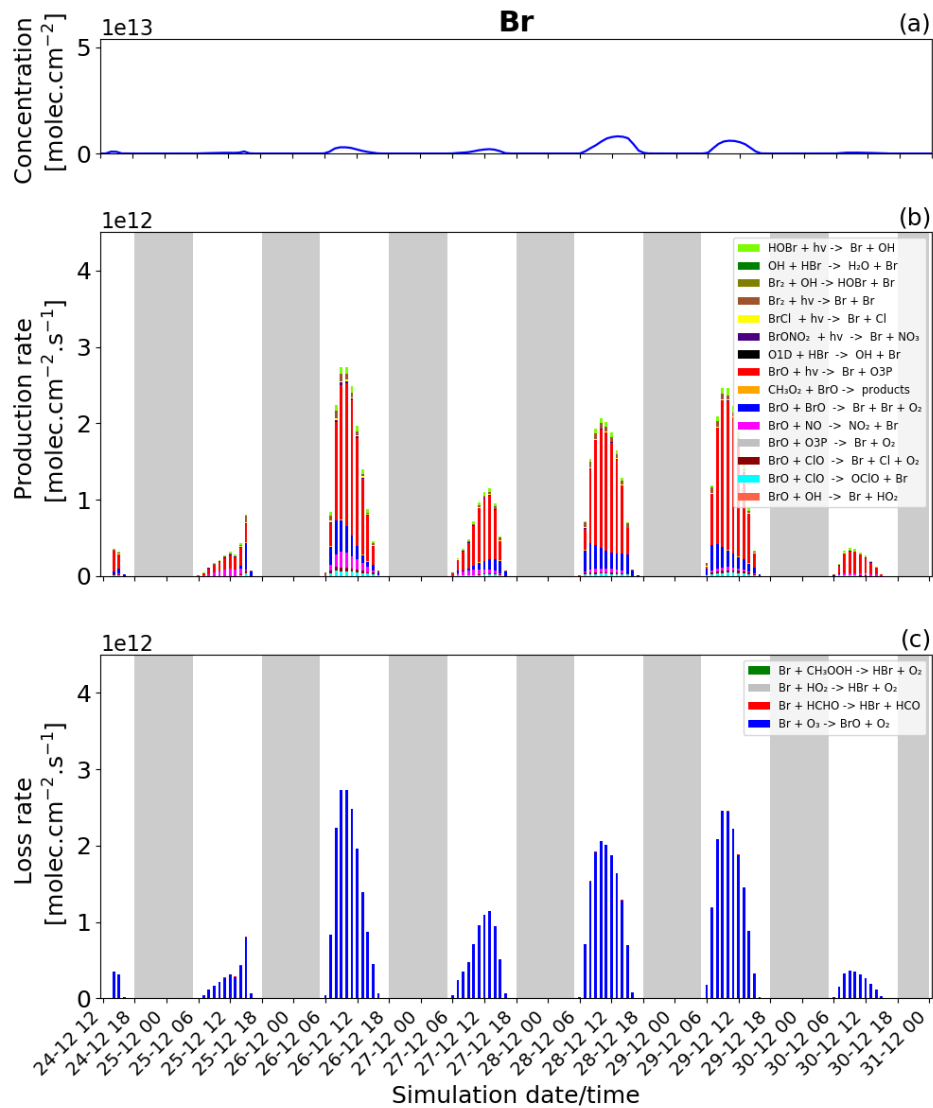 Br
(a)
1e13
Concentration
[molec.cm⁻²]
5
0
(b)
1e12
Production rate
[molec.cm⁻².s⁻¹]
4
3
2
1
0
HOBr + hv -> Br + OH
OH + HBr -> H₂O + Br
Br₂ + OH -> HOBr + Br
Br₂ + hv -> Br + Br
BrCl + hv -> Br + Cl
BrONO₂ + hv -> Br + NO₃
O1D + HBr -> OH + Br
BrO + hv -> Br + O3P
CH₃O₂ + BrO -> products
BrO + BrO -> Br + Br + O₂
BrO + NO -> NO₂ + Br
BrO + O3P -> Br + O₂
BrO + ClO -> Br + Cl + O₂
BrO + ClO -> OClO + Br
BrO + OH -> Br + HO₂
(c)
1e12
Loss rate
[molec.cm⁻².s⁻¹]
4
3
2
1
0
Br + CH₃OOH -> HBr + O₂
Br + HO₂ -> HBr + O₂
Br + HCHO -> HBr + HCO
Br + O₃ -> BrO + O₂
24-12 12
24-12 18
25-12 00
25-12 06
25-12 12
25-12 18
26-12 00
26-12 06
26-12 12
26-12 18
27-12 00
27-12 06
27-12 12
27-12 18
28-12 00
28-12 06
28-12 12
28-12 18
29-12 00
29-12 06
29-12 12
29-12 18
30-12 00
30-12 06
30-12 12
30-12 18
31-12 00
Simulation date/time